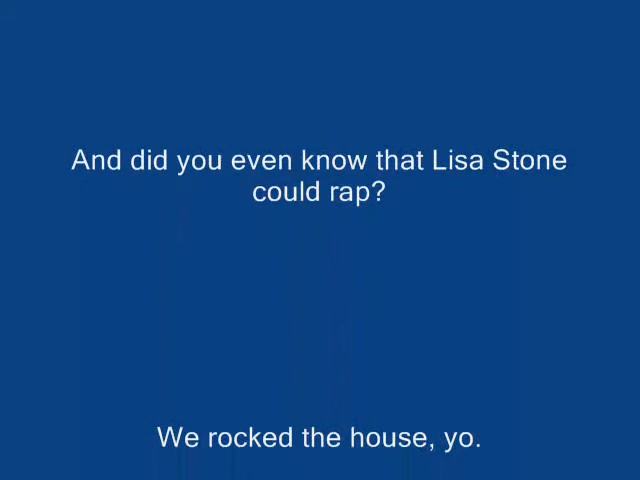 And did you even know that Lisa Stone
could rap?
We rocked the house, yo.